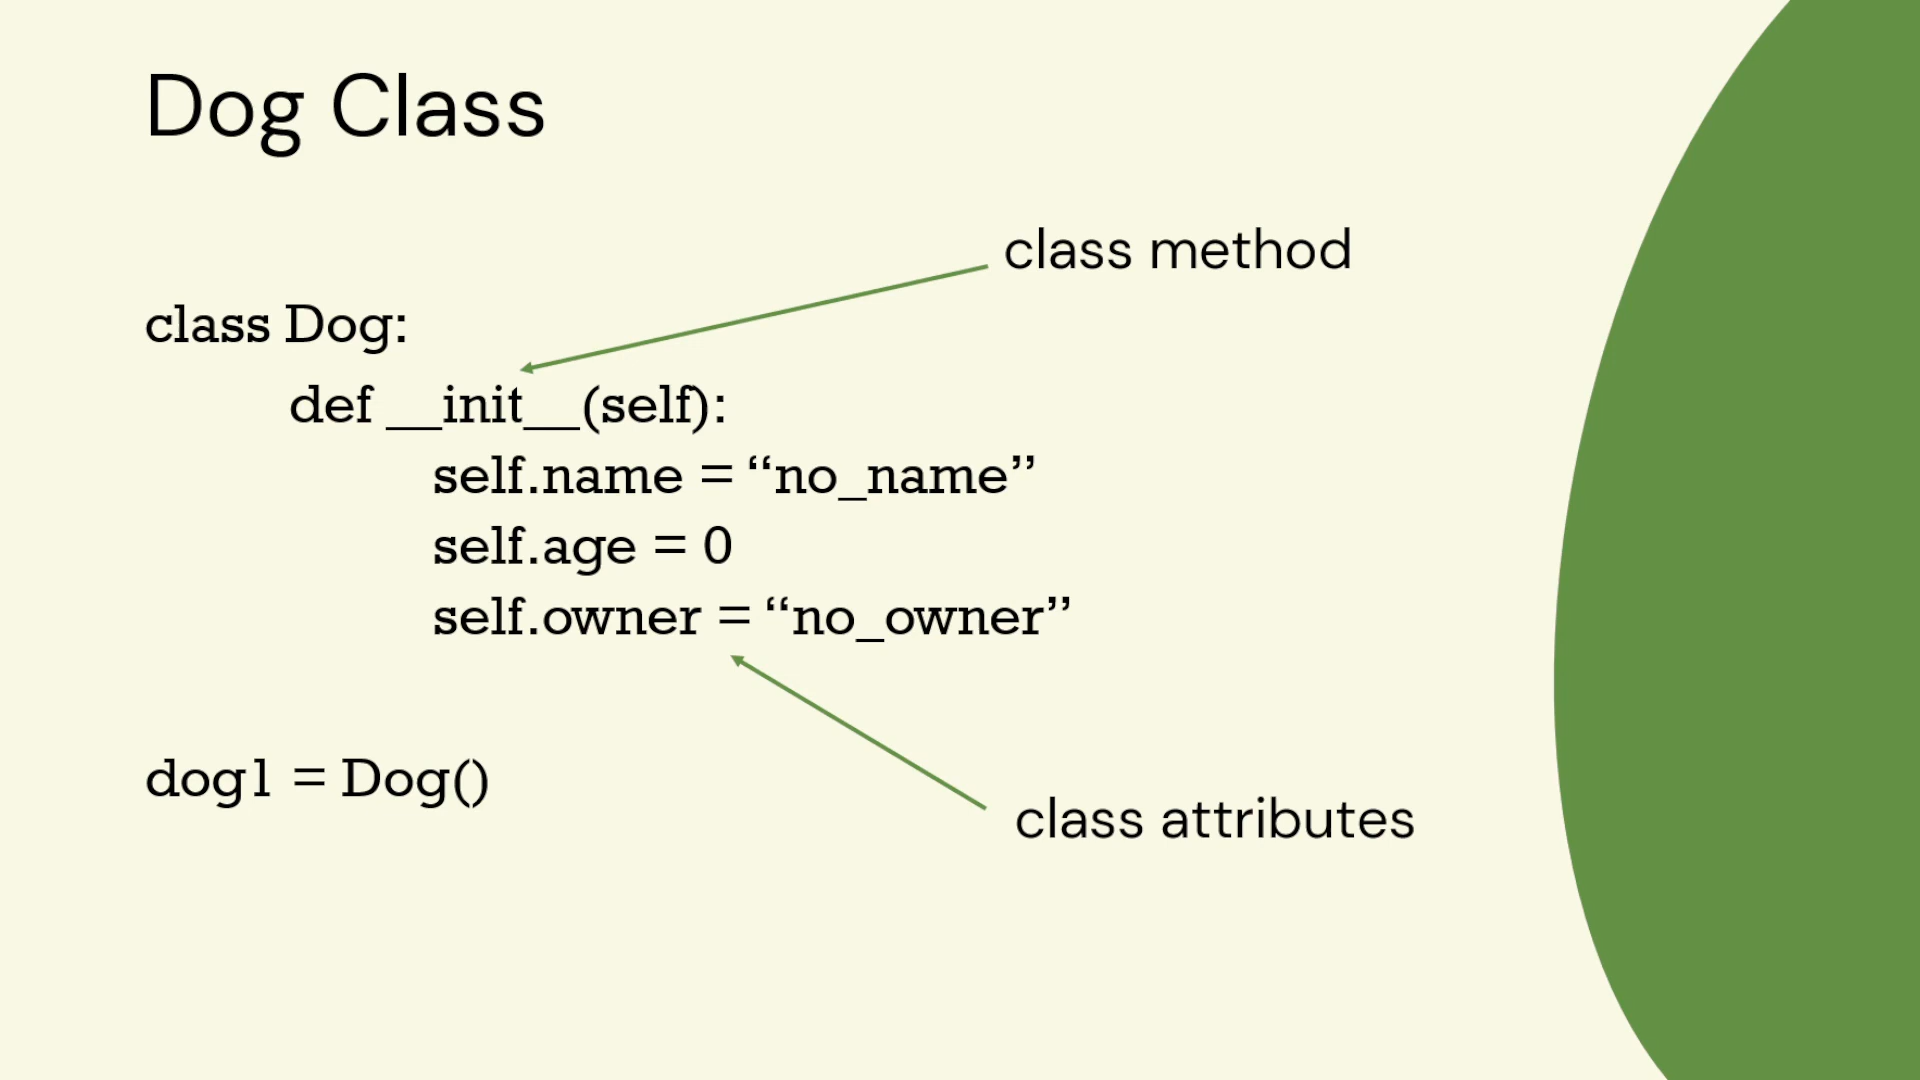 Dog Class
class method
class Dog:
def __init__(self):
self.name = “no_name”
self.age = 0
self.owner = “no_owner”
dog1 = Dog()
class attributes